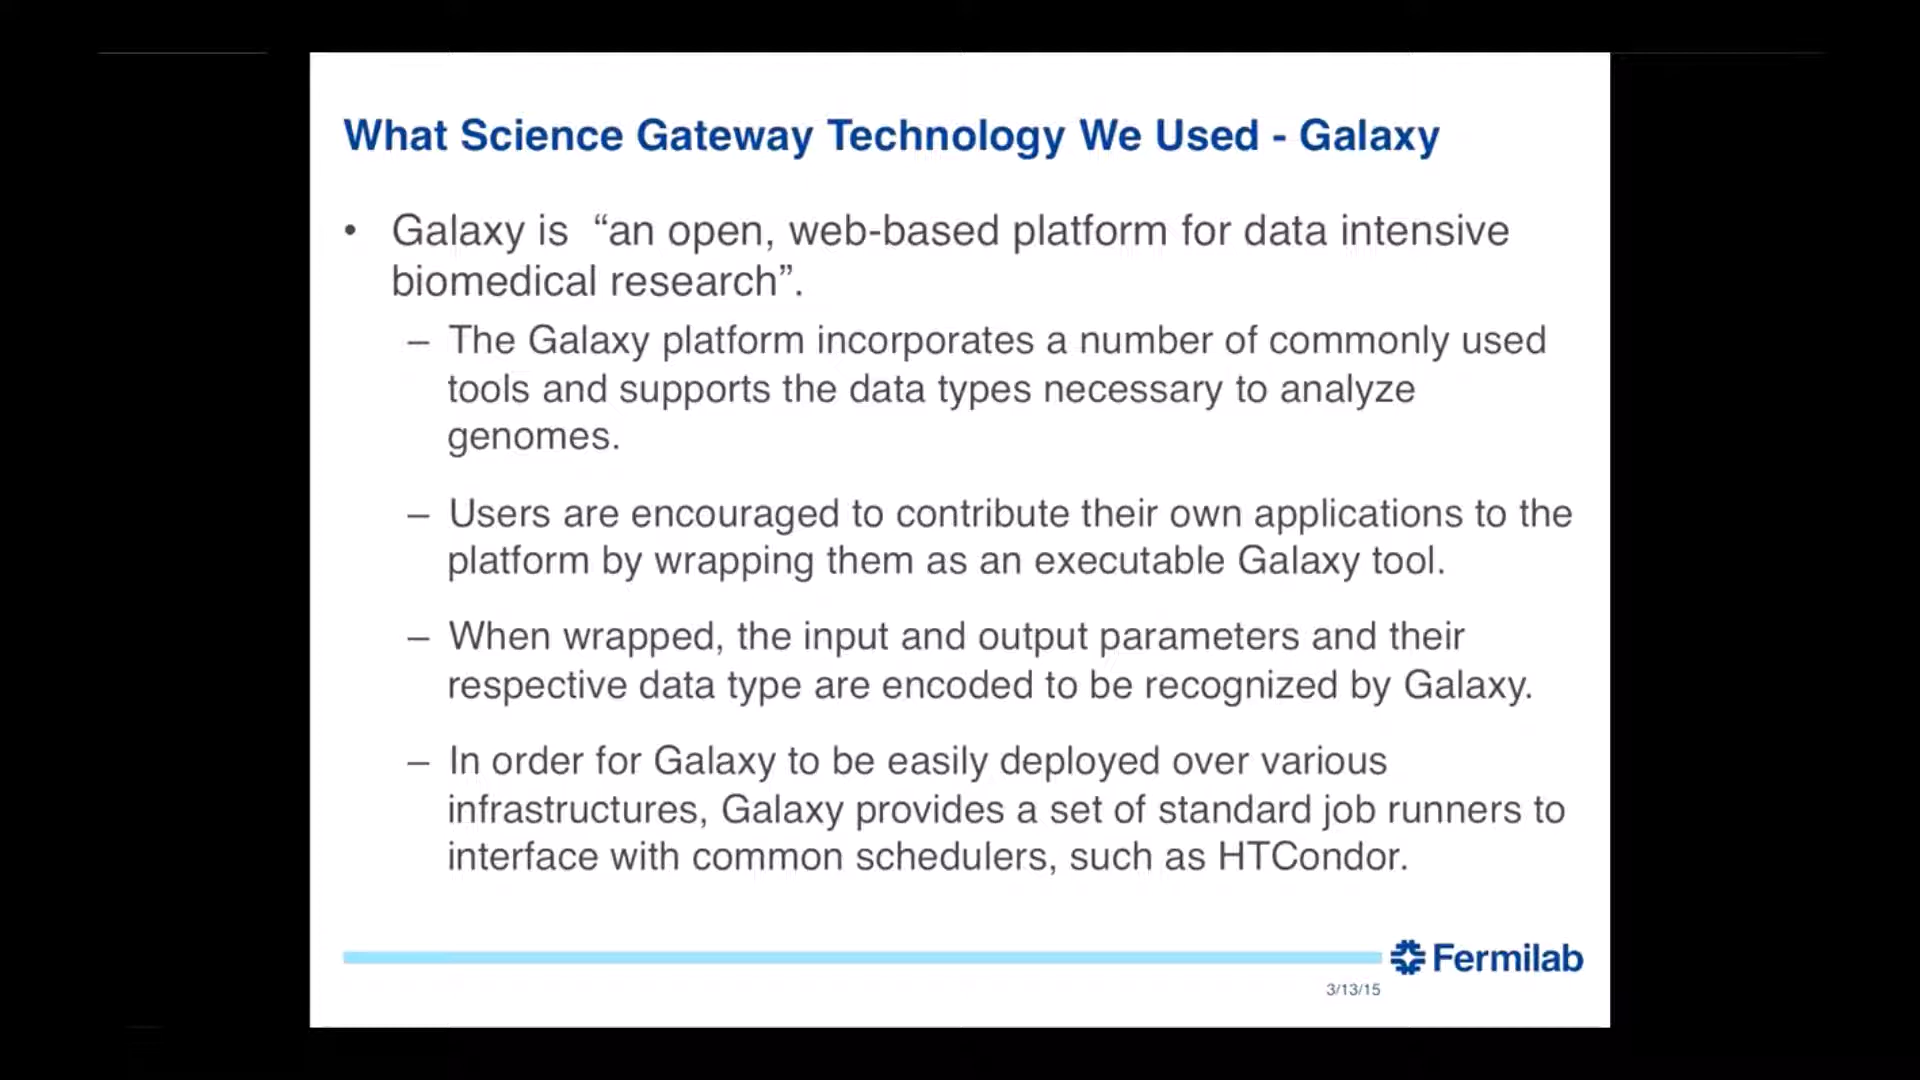 What Science Gateway Technology We Used - Galaxy
• Galaxy is “an open, web-based platform for data intensive
biomedical research”.
– The Galaxy platform incorporates a number of commonly used
tools and supports the data types necessary to analyze
genomes.
– Users are encouraged to contribute their own applications to the
platform by wrapping them as an executable Galaxy tool.
– When wrapped, the input and output parameters and their
respective data type are encoded to be recognized by Galaxy.
– In order for Galaxy to be easily deployed over various
infrastructures, Galaxy provides a set of standard job runners to
interface with common schedulers, such as HTCondor.
Fermilab
3/13/15